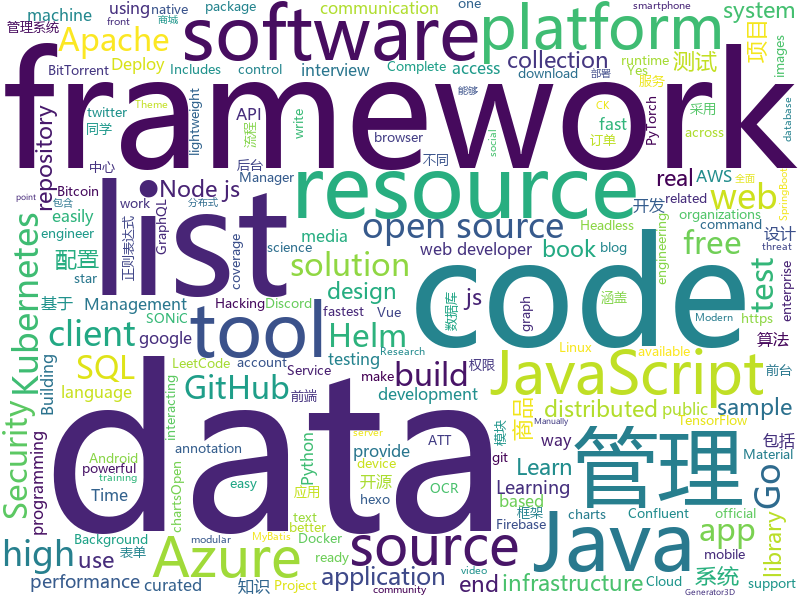 管理系统 using native package Includes communication one smartphone 商城
machine Apache software platform system
BitTorrent Deploy Complete interview collection access download runtime Yes control front Theme images 测试 项目 部署 服务 能够
framework
twitter 同学 repository lightweight API 流程 write browser fast across PyTorch CK 订单 采用 database
中心 后台 Manager social 不同 real AWS 分布式 全面 SpringBoot
list resource Node js Bitcoin work 开发 related web
point 包含 easily engineer GraphQL 正则表达式 open source Headless organizations command 设计
Kubernetes 配置 coverage science media web developer book blog free engineering threat
基于 star solution design js 数据库 graph 涵盖 test enterprise
Management SONiC Hacking Discord fastest Vue Modern https
client tool code
google testing Helm Service account make Research Linux available 算法 前台
Building SQL language GitHub LeetCode 前端 build 权限 JavaScript
development distributed public sample
Security programming interacting annotation Python provide ATT 模块 git way TensorFlow Manually 包括 Go
Android powerful training Time data chartsOpen easy device 开源 OCR Learn Learning based Material
管理 official
应用 text better 框架 charts Confluent Firebase mobile library
high Background 表单 Azure hexo server Docker MyBatis ready source Java app modular support
use infrastructure 系统 Cloud
performance curated 知识 Project application video community end Generator3D
商品